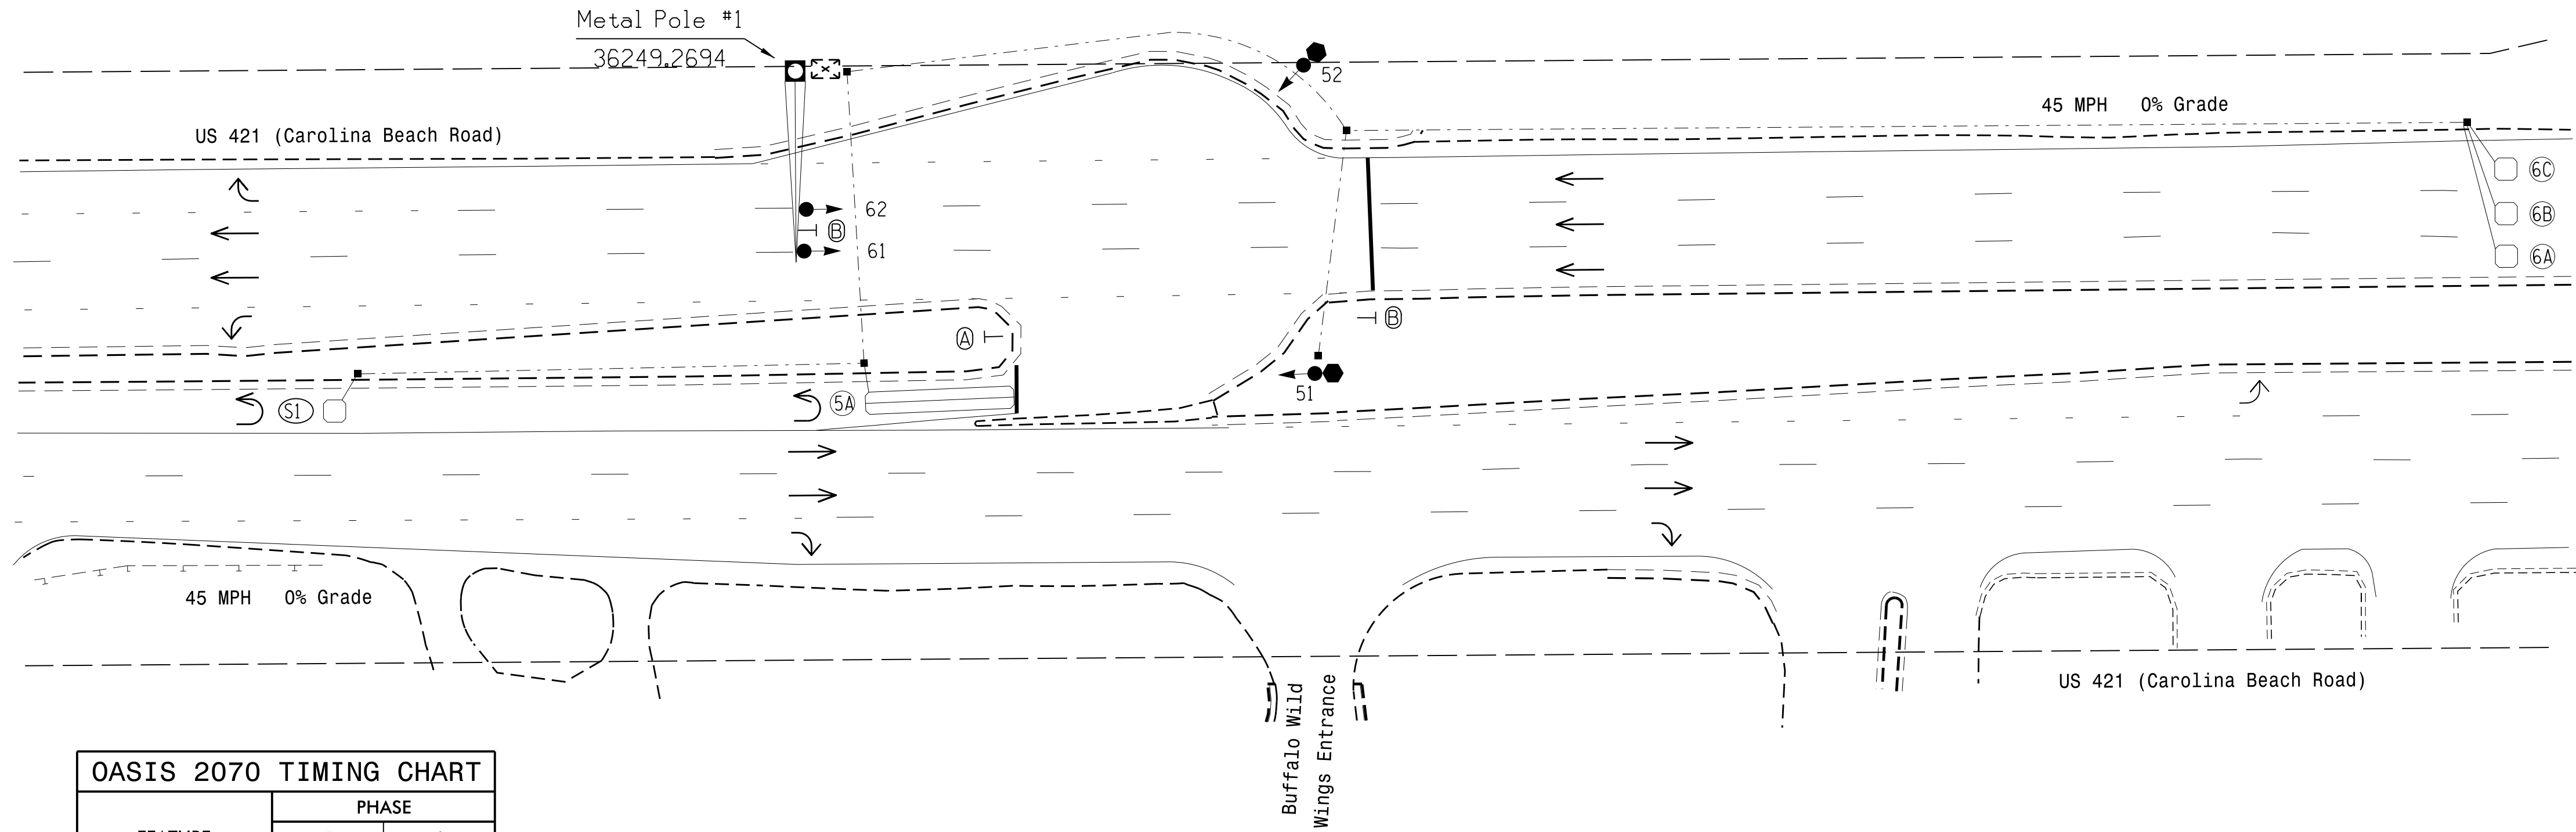 Metal Pole #1
36249.2694
52
45 MPH 0% Grade
US 421 (Carolina Beach Road)
6C
62
B
6B
61
6A
A
B
51
S1
5A
45 MPH 0% Grade
US 421 (Carolina Beach Road)
Buffalo Wild
Wings Entrance
OASIS 2070 TIMING CHART
PHASE